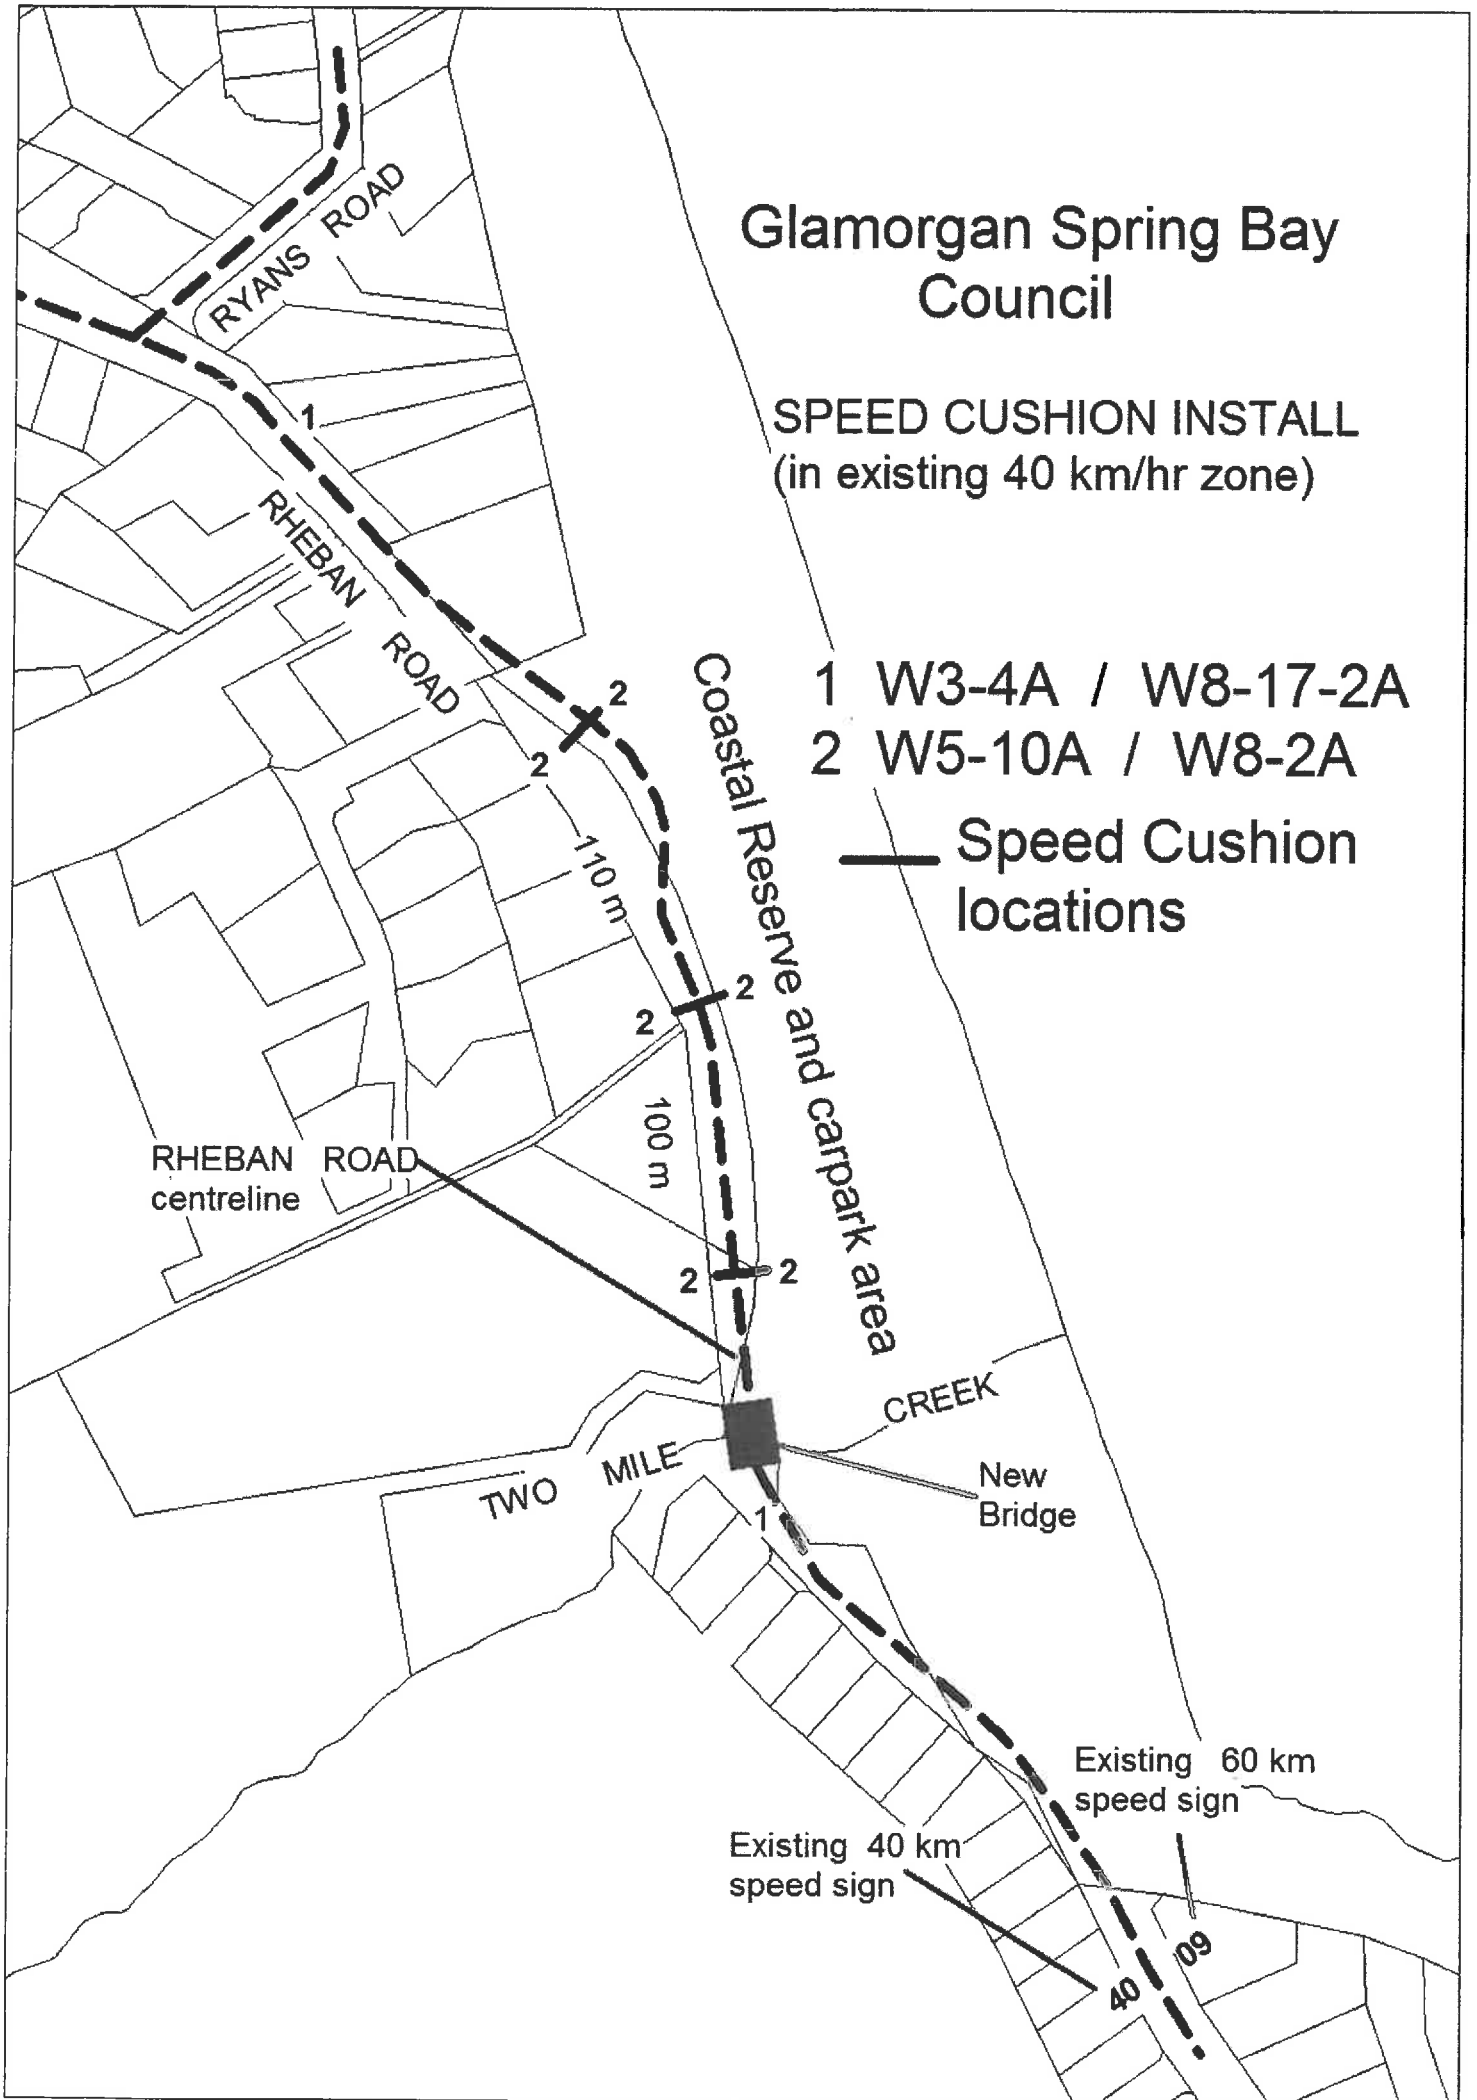 RYANS ROAD
Glamorgan Spring Bay
Council
SPEED CUSHION INSTALL
(in existing 40 km/hr zone)
1
RHEBAN ROAD
1 W3-4A / W8-17-2A
2 W5-10A / W8-2A
Speed Cushion
locations
2
2
110 m
Coastal Reserve and carpark area
2
2
100 m
RHEBAN ROAD
centreline
2
2
CREEK
TWO MILE
New
Bridge
1
Existing 60 km
speed sign
Existing 40 km
speed sign
60
40